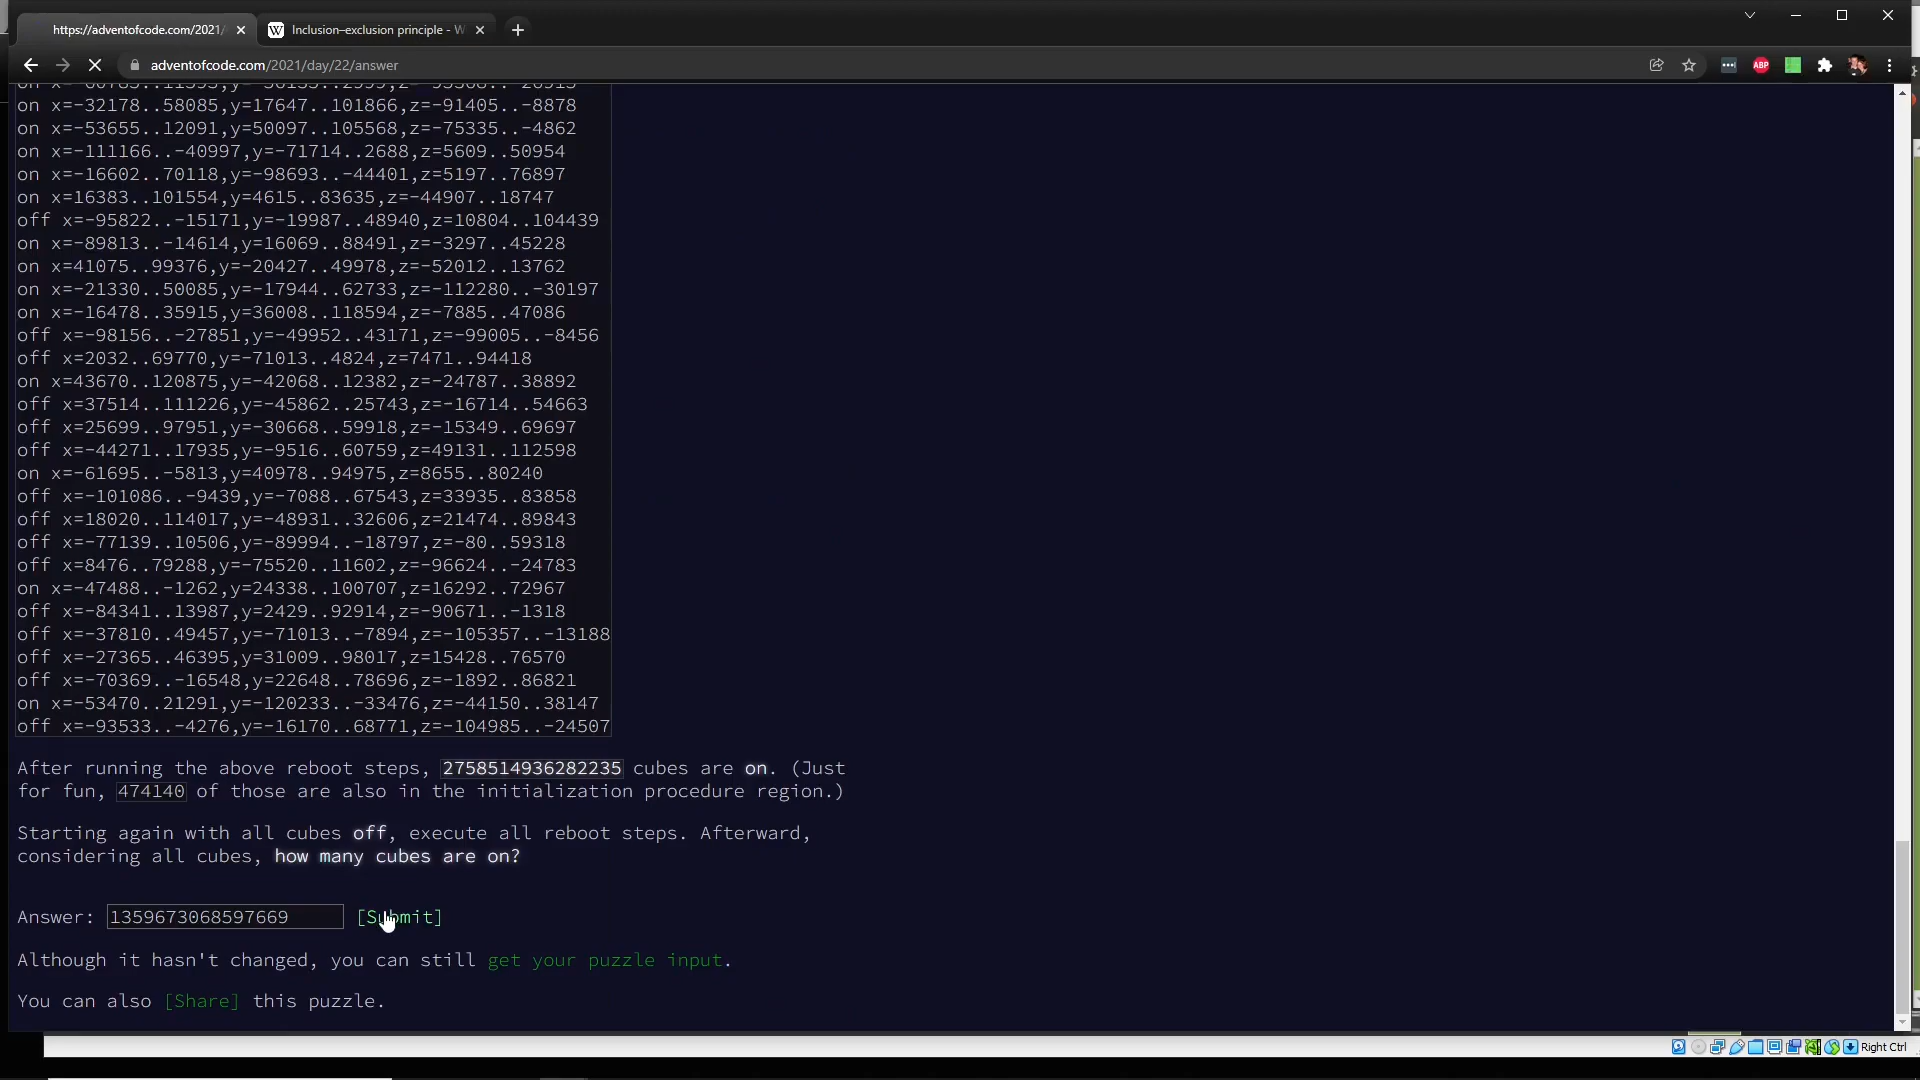 https://adventofcode.com/2021/
Inclusion–exclusion principle - W
adventofcode.com/2021/day/22/answer
ABP
on x=-32178..58085,y=17647..101866,z=-91405..-8878
on x=-53655..12091,y=50097..105568,z=-75335..-4862
on x=-111166..-40997,y=-71714..2688,z=5609..50954
on x=-16602..70118,y=-98693..-44401,z=5197..76897
on x=16383..101554,y=4615..83635,z=-44907..18747
off x=-95822..-15171,y=-19987..48940,z=10804..104439
on x=-89813..-14614,y=16069..88491,z=-3297..45228
on x=41075..99376,y=-20427..49978,z=-52012..13762
on x=-21330..50085,y=-17944..62733,z=-112280..-30197
on x=-16478..35915,y=36008..118594,z=-7885..47086
off x=-98156..-27851,y=-49952..43171,z=-99005..-8456
off x=2032..69770,y=-71013..4824,z=7471..94418
on x=43670..120875,y=-42068..12382,z=-24787..38892
off x=37514..111226,y=-45862..25743,z=-16714..54663
off x=25699..97951,y=-30668..59918,z=-15349..69697
off x=-44271..17935,y=-9516..60759,z=49131..112598
on x=-61695..-5813,y=40978..94975,z=8655..80240
off x=-101086..-9439,y=-7088..67543,z=33935..83858
off x=18020..114017,y=-48931..32606,z=21474..89843
off x=-77139..10506,y=-89994..-18797,z=-80..59318
off x=8476..79288,y=-75520..11602,z=-96624..-24783
on x=-47488..-1262,y=24338..100707,z=16292..72967
off x=-84341..13987,y=2429..92914,z=-90671..-1318
off x=-37810..49457,y=-71013..-7894,z=-105357..-13188
off x=-27365..46395,y=31009..98017,z=15428..76570
off x=-70369..-16548,y=22648..78696,z=-1892..86821
on x=-53470..21291,y=-120233..-33476,z=-44150..38147
off x=-93533..-4276,y=-16170..68771,z=-104985..-24507
After running the above reboot steps, 2758514936282235 cubes are on. (Just
for fun, 474140 of those are also in the initialization procedure region.)
Starting again with all cubes off, execute all reboot steps. Afterward,
considering all cubes, how many cubes are on?
Answer: 1359673068597669 [Submit]
Although it hasn't changed, you can still get your puzzle input.
You can also [Share] this puzzle.
Right Ctrl